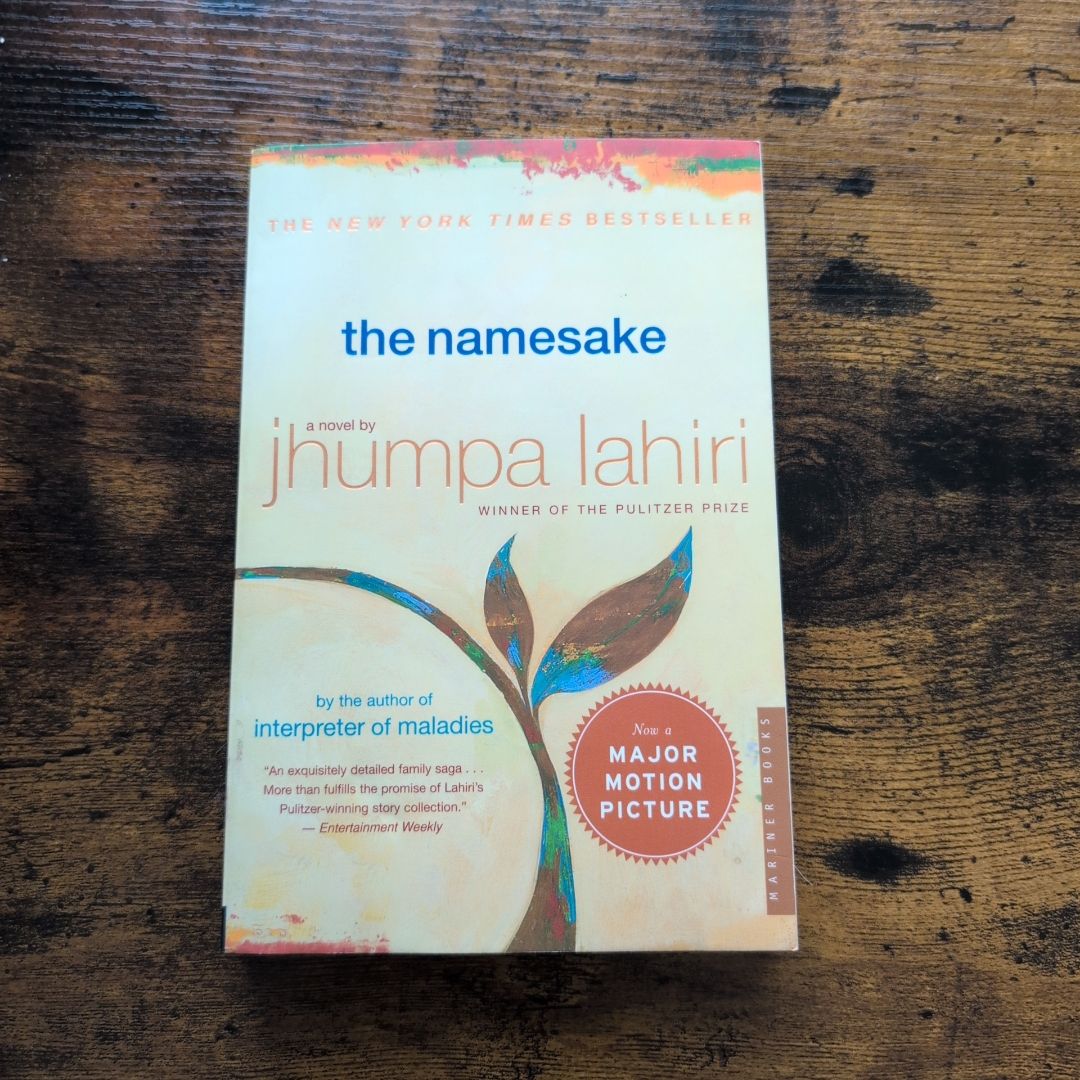 THE NEW YORK TIMES BESTSELLER
the namesake
a novel by
jhumpa lahiri
WINNER OF THE PULITZER PRIZE
by the author of
interpreter of maladies
“An exquisitely detailed family saga . . .
More than fulfills the promise of Lahiri’s
Pulitzer-winning story collection.”
— Entertainment Weekly
Now a
MAJOR
MOTION
PICTURE
MARINER BOOKS